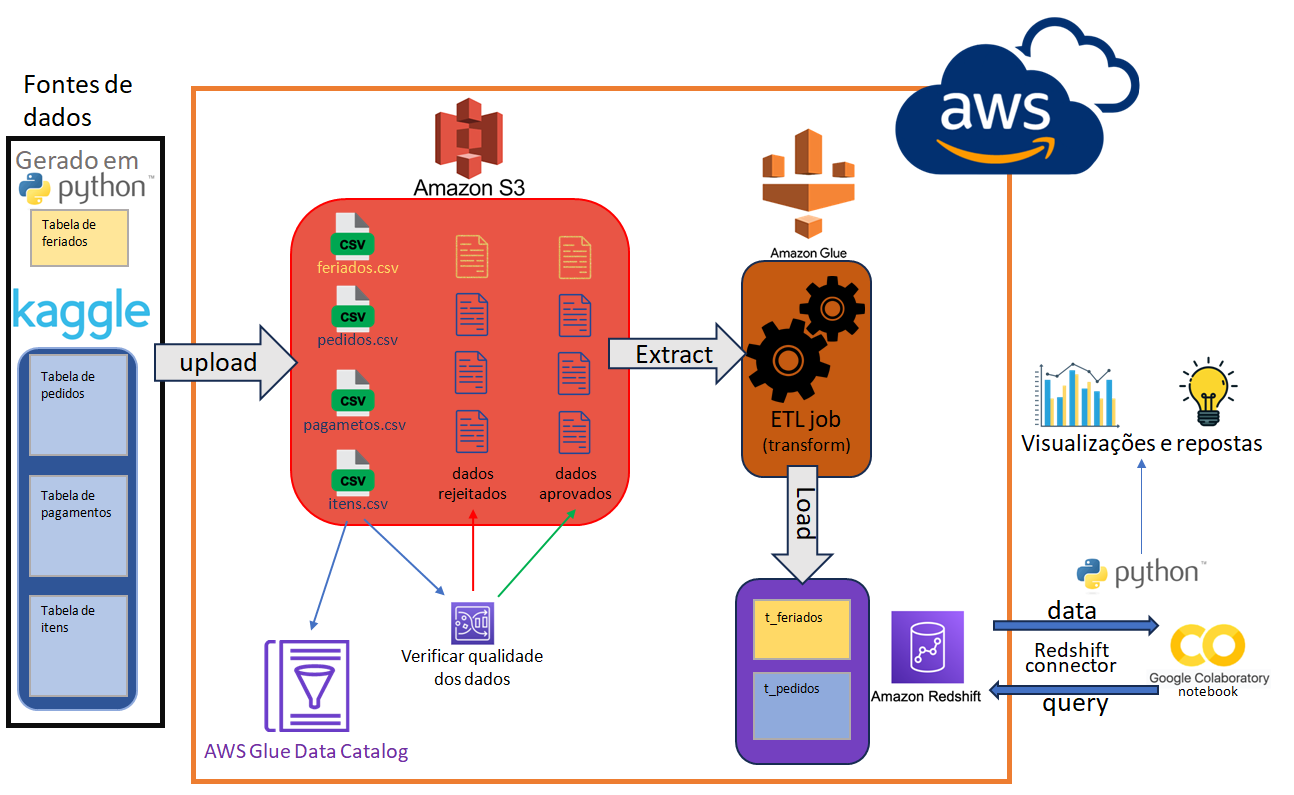 Fontes de
dados
Gerado em
python™
Tabela de
feriados
kaggle
Tabela de
pedidos
Tabela de
pagamentos
Tabela de
itens
upload
Amazon S3
CSV
feriados.csv
CSV
pedidos.csv
CSV
pagametos.csv
CSV
itens.csv
dados
rejeitados
dados
aprovados
AWS Glue Data Catalog
Verificar qualidade
dos dados
Extract
Amazon Glue
ETL job
(transform)
Load
t_feriados
t_pedidos
Amazon Redshift
aws
Visualizações e repostas
python™
data
Redshift
connector
query
Google Colaboratory
notebook